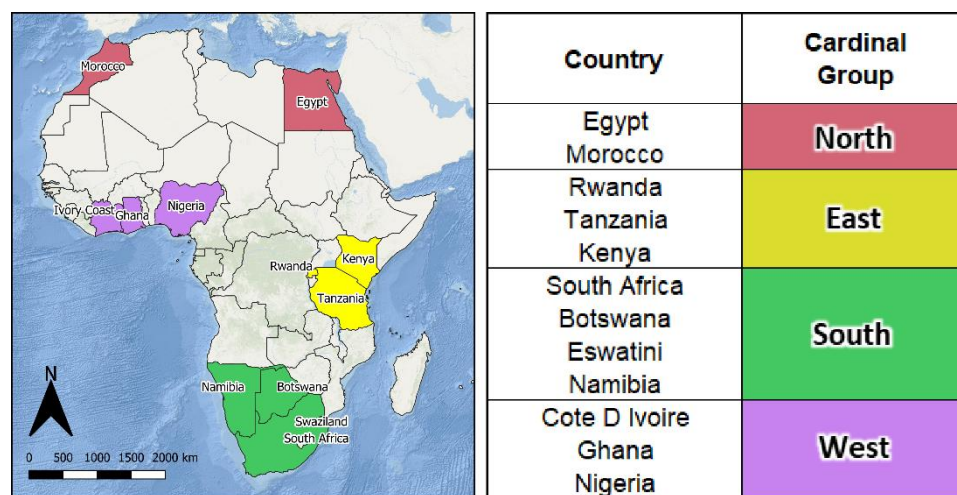 Morocco
Egypt
Ivory Coast
Ghana
Nigeria
Rwanda
Kenya
Tanzania
Namibia
Botswana
Swaziland
South Africa
N
0 500 1000 1500 2000 km
Country
Cardinal
Group
Egypt
Morocco
North
Rwanda
Tanzania
Kenya
East
South Africa
Botswana
Eswatini
Namibia
South
Cote D Ivoire
Ghana
Nigeria
West